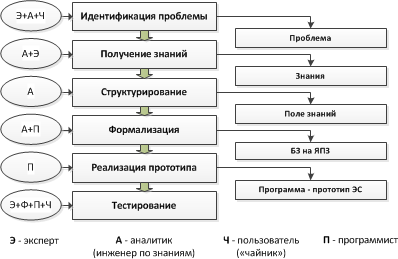 Э+А+Ч
Идентификация проблемы
Проблема
А+Э
Получение знаний
Знания
А
Структурирование
Поле знаний
А+П
Формализация
БЗ на ЯПЗ
П
Реализация прототипа
Программа - прототип ЭС
Э+Ф+П+Ч
Тестирование
Э - эксперт
А - аналитик
(инженер по знаниям)
Ч - пользователь
(«чайник»)
П - программист